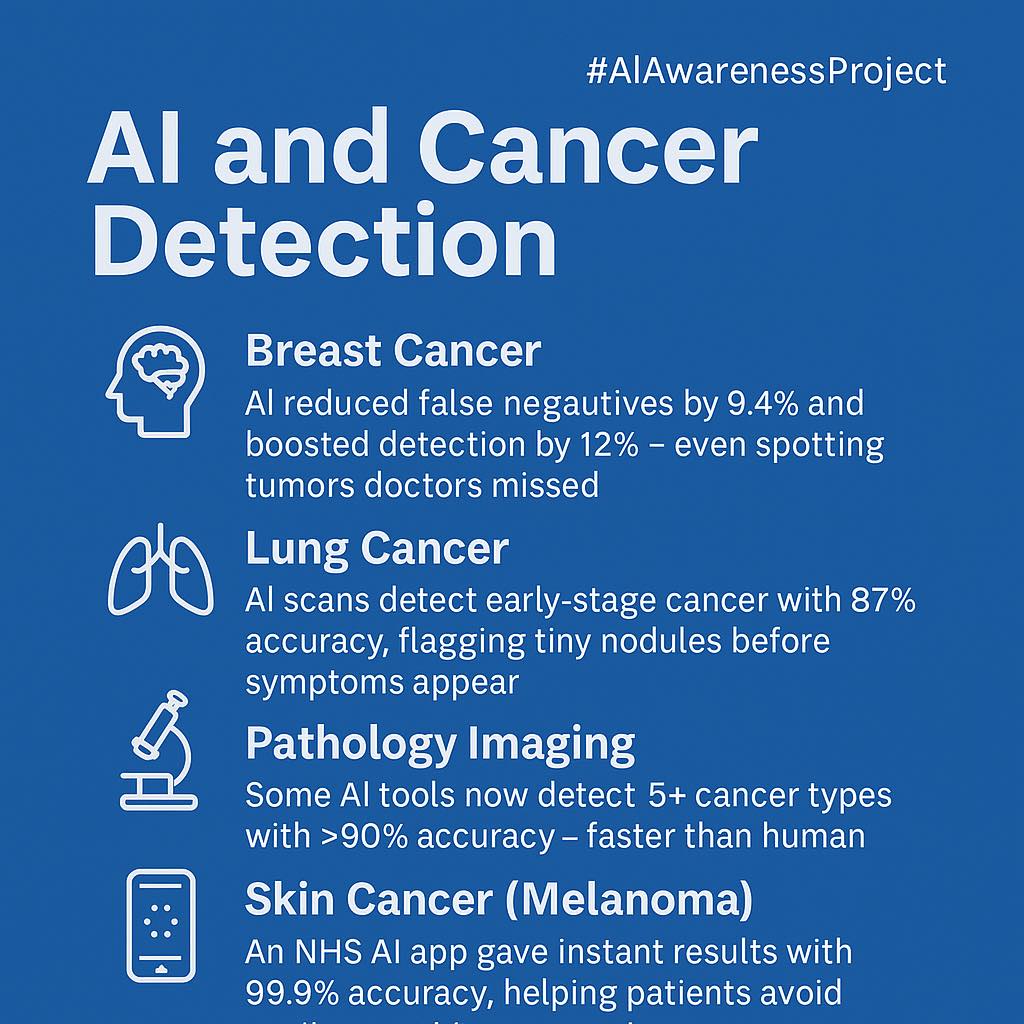 #AIAwarenessProject
AI and Cancer
Detection
Breast Cancer
AI reduced false negautives by 9.4% and
boosted detection by 12% – even spotting
tumors doctors missed
Lung Cancer
AI scans detect early-stage cancer with 87%
accuracy, flagging tiny nodules before
symptoms appear
Pathology Imaging
Some AI tools now detect 5+ cancer types
with >90% accuracy – faster than human
Skin Cancer (Melanoma)
An NHS AI app gave instant results with
99.9% accuracy, helping patients avoid